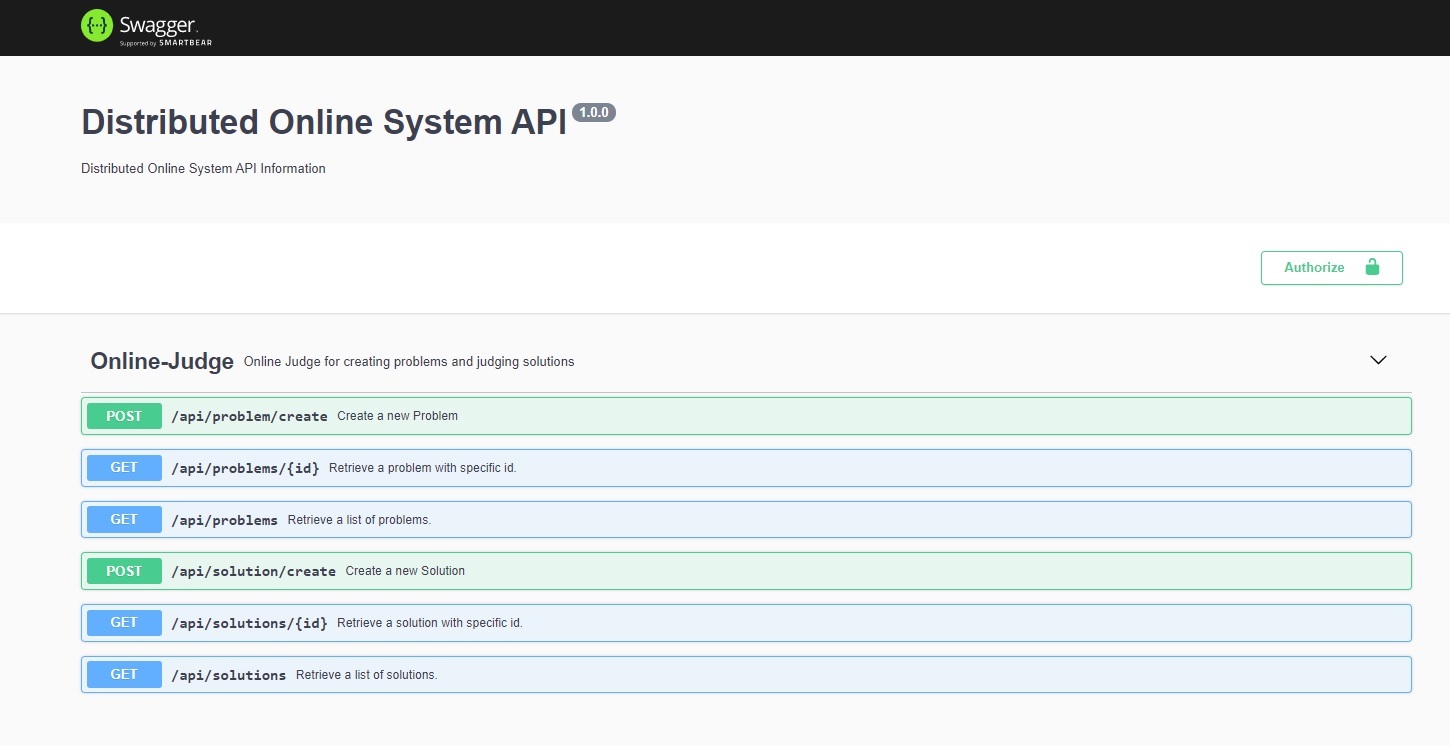 {···} Swagger.
Supported by SMARTBEAR
Distributed Online System API 1.0.0
Distributed Online System API Information
Authorize
Online-Judge Online Judge for creating problems and judging solutions
POST /api/problem/create Create a new Problem
GET /api/problems/{id} Retrieve a problem with specific id.
GET /api/problems Retrieve a list of problems.
POST /api/solution/create Create a new Solution
GET /api/solutions/{id} Retrieve a solution with specific id.
GET /api/solutions Retrieve a list of solutions.